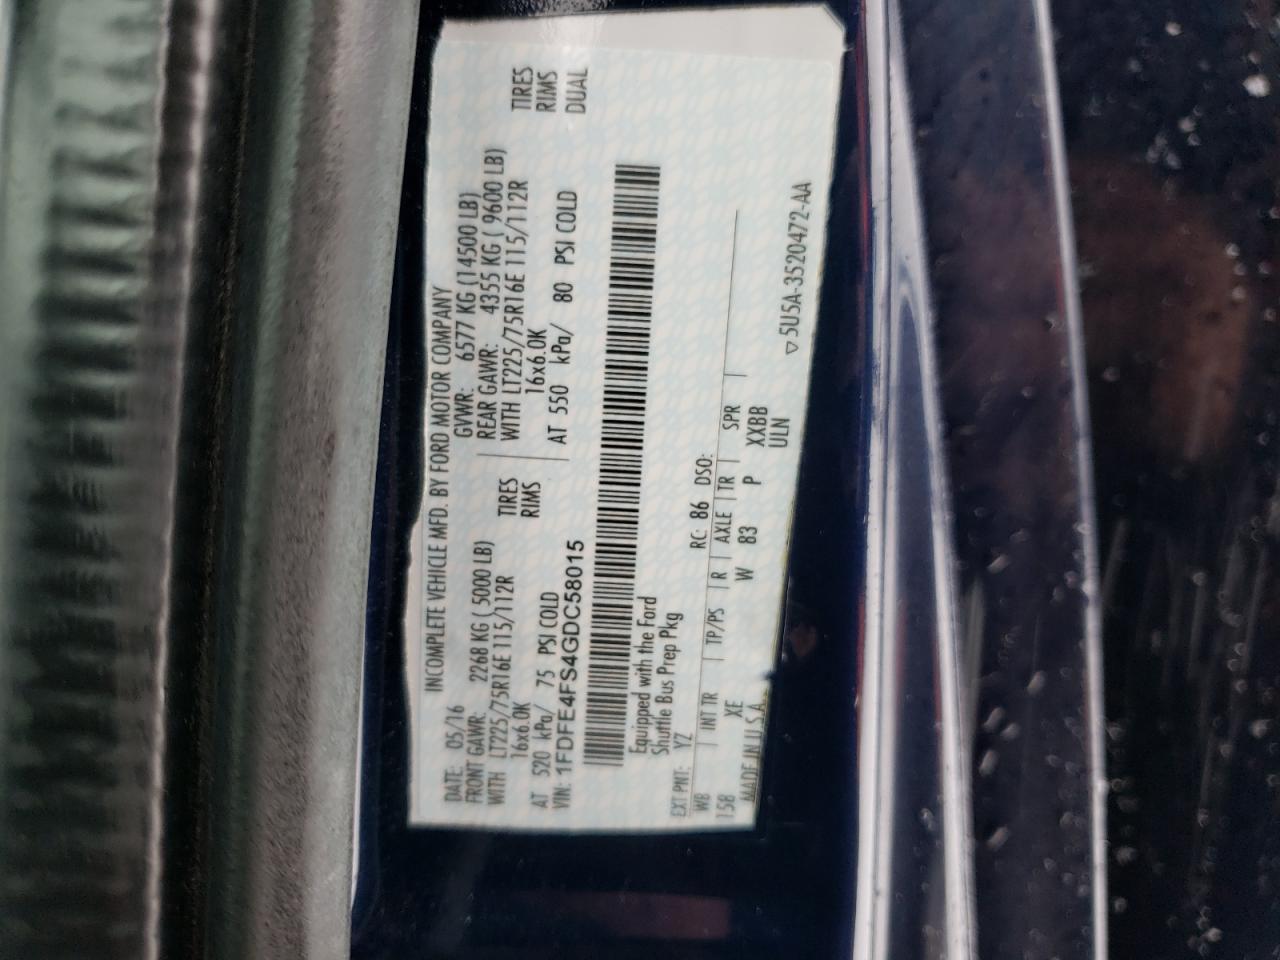 INCOMPLETE VEHICLE MFD. BY FORD MOTOR COMPANY
DATE: 05/16 GVWR: 6577 KG (14500 LB)
FRONT GAWR: 2268 KG ( 5000 LB) REAR GAWR: 4355 KG ( 9600 LB)
WITH LT225/75R16E 115/112R TIRES WITH LT225/75R16E 115/112R TIRES
16x6.0K RIMS 16x6.0K RIMS
AT 520 kPa/ 75 PSI COLD AT 550 kPa/ 80 PSI COLD DUAL
VIN: 1FDFE4FS4GDC58015
Equipped with the Ford
Shuttle Bus Prep Pkg
EXT PNT: YZ RC: 86 DSO:
WB INT TR TP/PS R AXLE TR SPR
158 XE W 83 P XXBB
MADE IN U.S.A. ULN
▽5U5A-3520472-AA